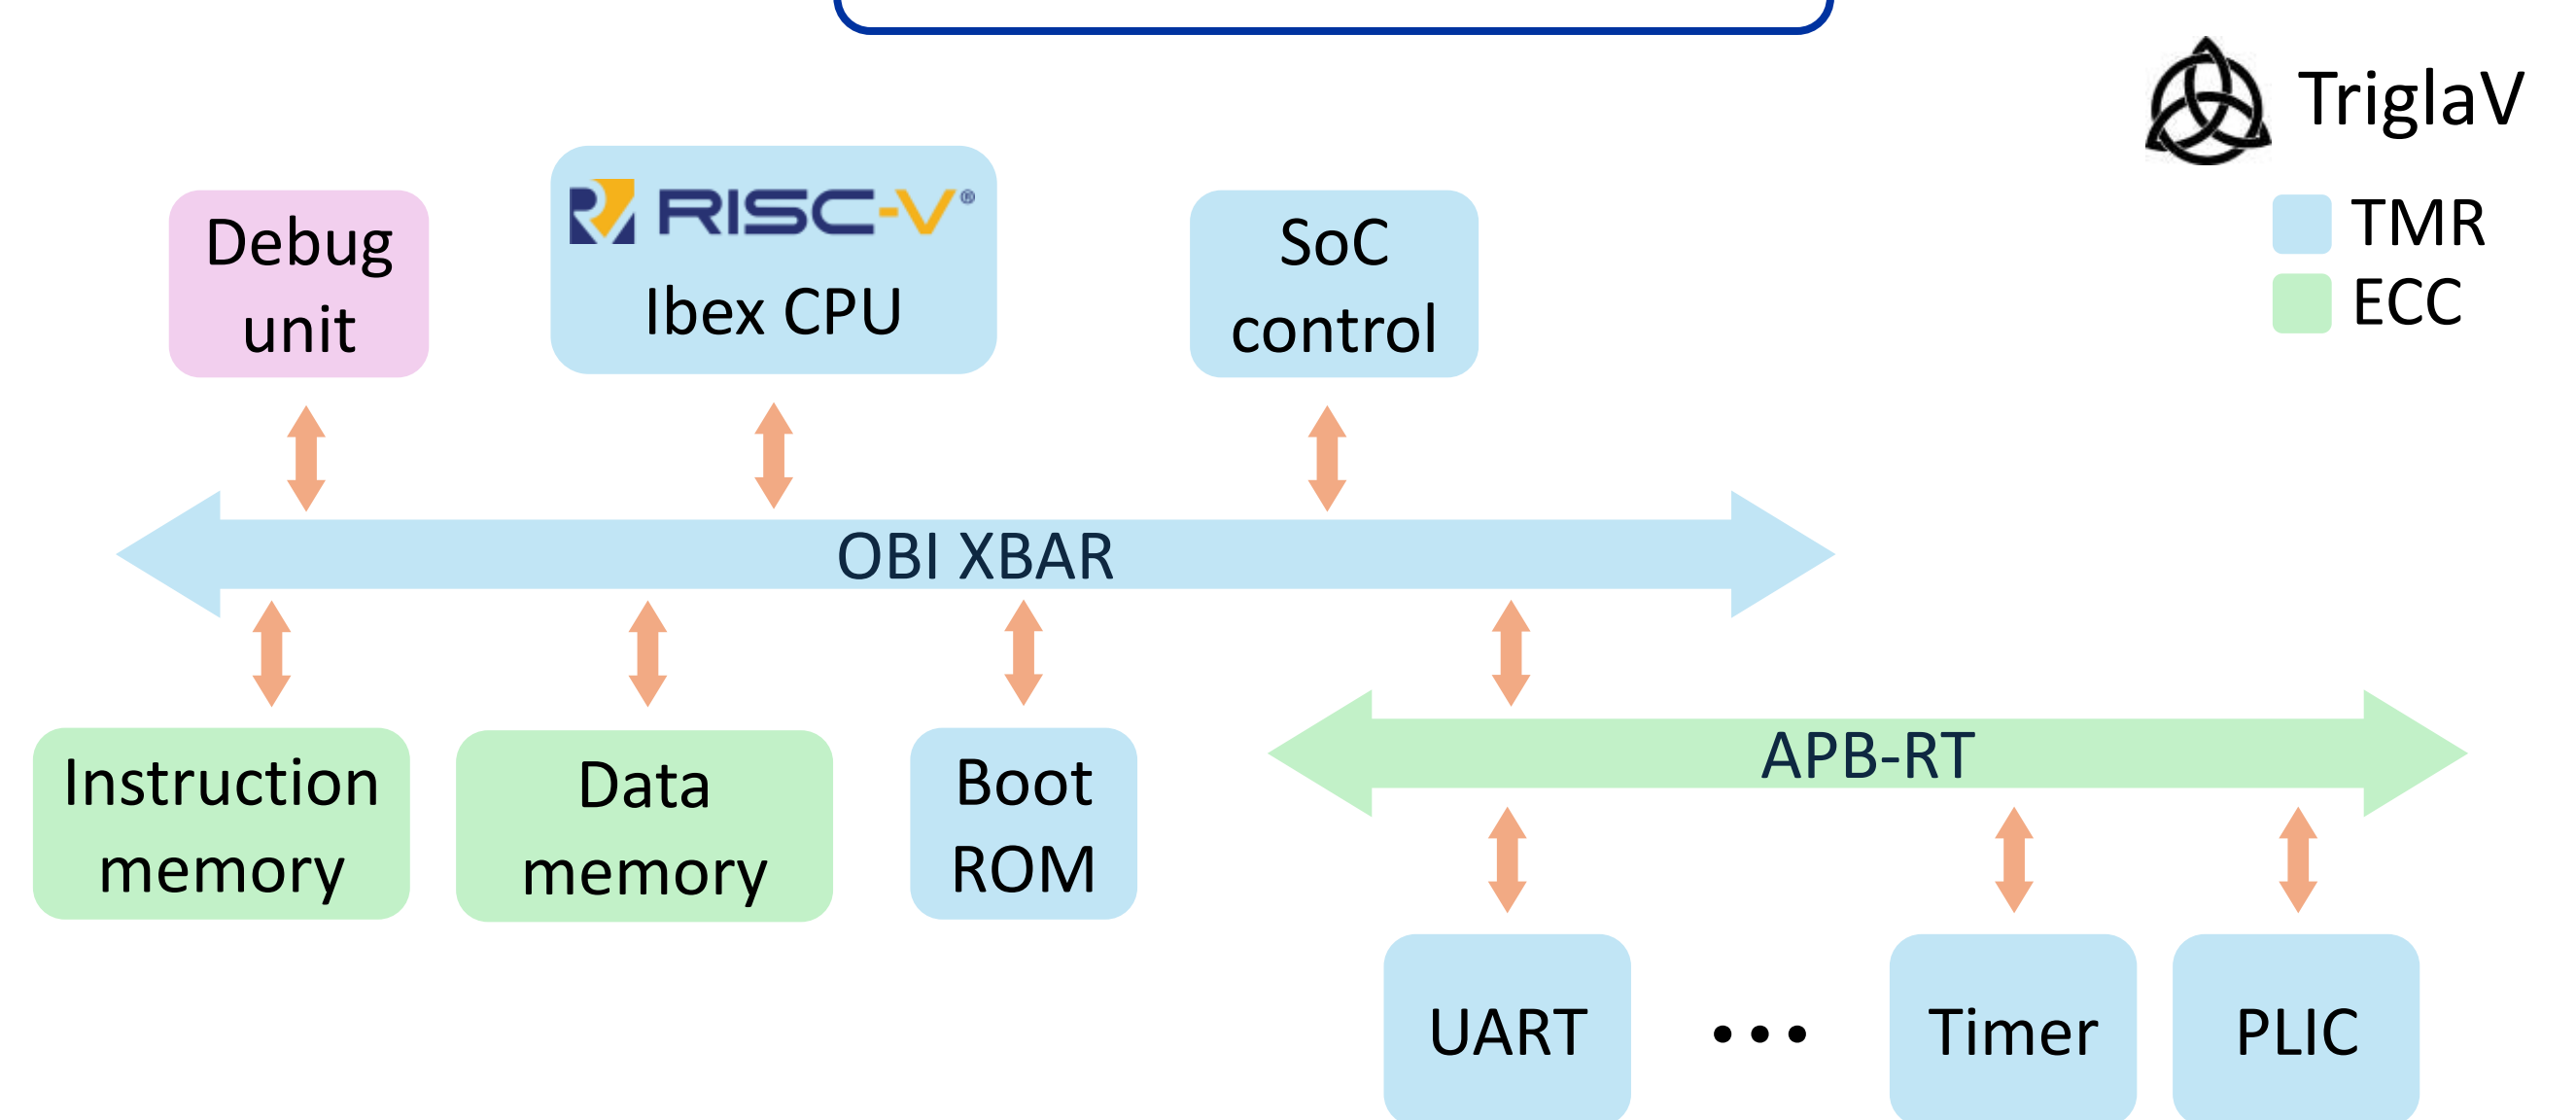 TriglaV
TMR
ECC
Debug
unit
RISC-V®
Ibex CPU
SoC
control
OBI XBAR
Instruction
memory
Data
memory
Boot
ROM
APB-RT
UART
...
Timer
PLIC